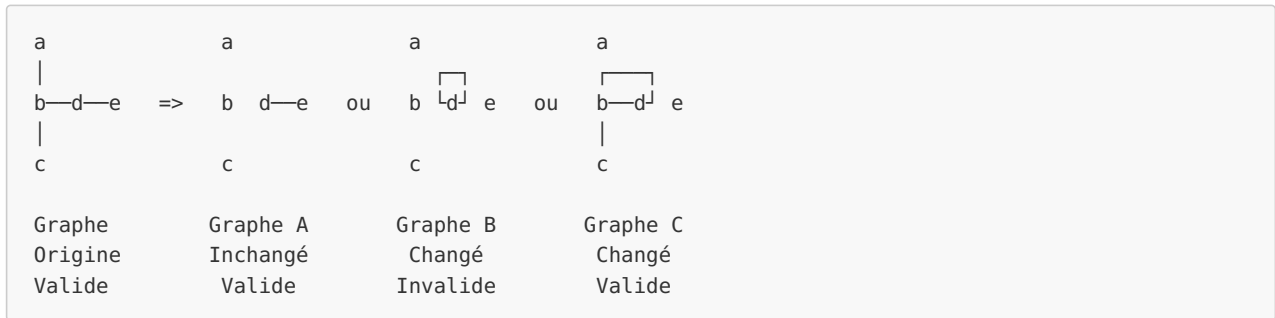 a a a a
b──d──e => b d──e ou b d e ou b──d e
c c c c
Graphe Graphe A Graphe B Graphe C
Origine Inchangé Changé Changé
Valide Valide Invalide Valide